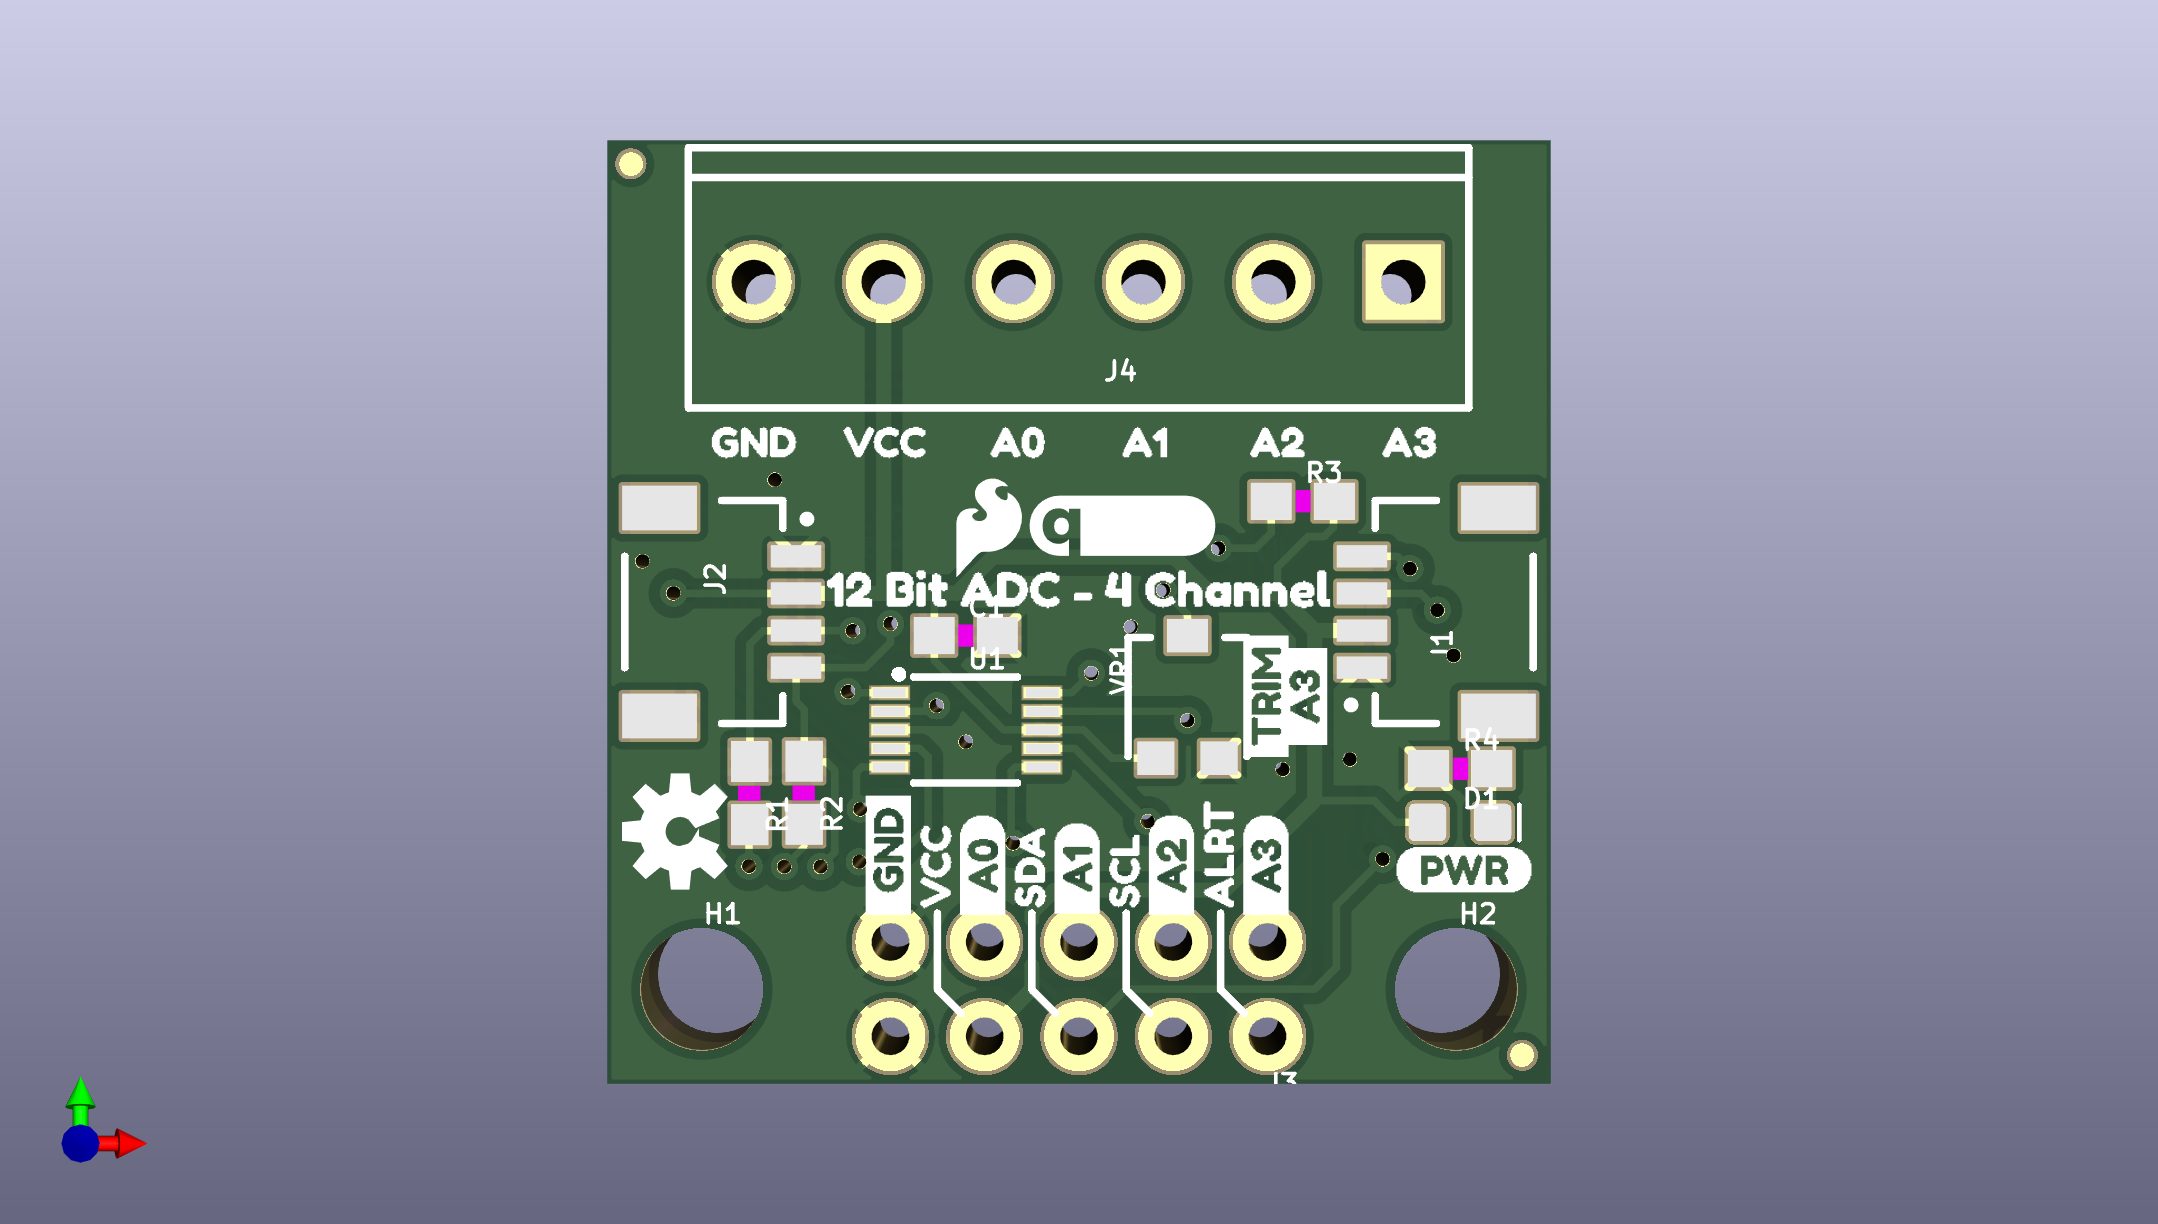 J4
GND VCC A0 A1 A2 A3
R3
q
12 Bit ADC - 4 Channel
J2
C1
U1
VR1
TRIM
A3
J1
R4
D1
R1
R2
GND VCC A0 SDA A1 SCL A2 ALRT A3
PWR
H1
H2
J3